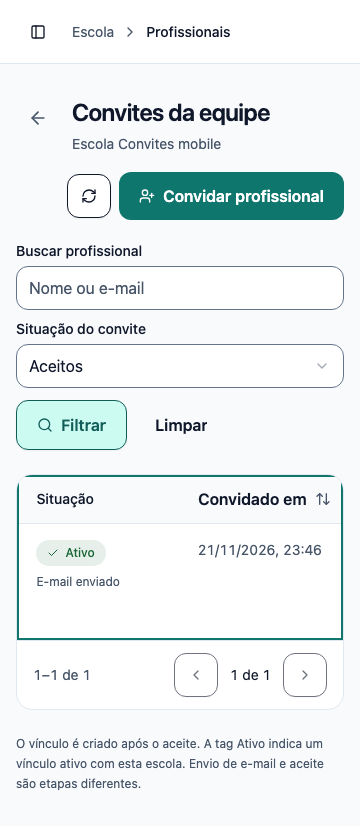 Escola > Profissionais
Convites da equipe
Escola Convites mobile
Convidar profissional
Buscar profissional
Nome ou e-mail
Situação do convite
Aceitos
Filtrar
Limpar
Situação Convidado em
Ativo 21/11/2026, 23:46
E-mail enviado
1–1 de 1 1 de 1
O vínculo é criado após o aceite. A tag Ativo indica um
vínculo ativo com esta escola. Envio de e-mail e aceite
são etapas diferentes.